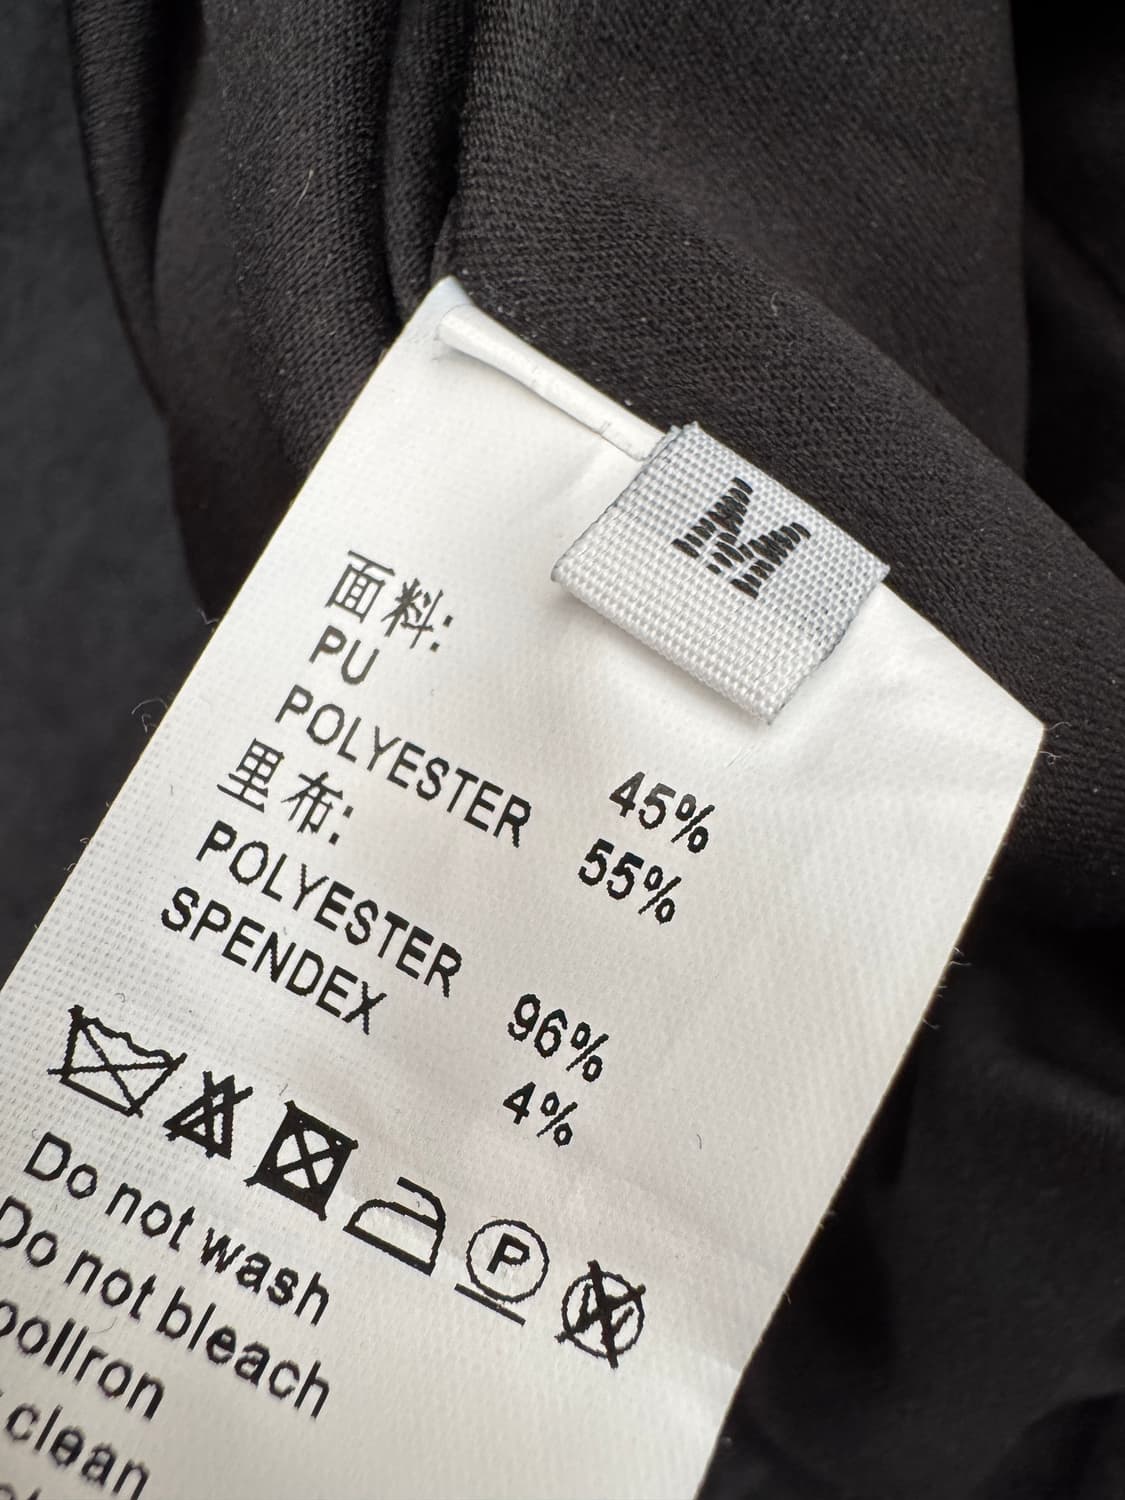 M
面料:
PU 45%
POLYESTER 55%
里布:
POLYESTER 96%
SPENDEX 4%
P
W
Do not wash
Do not bleach
clean